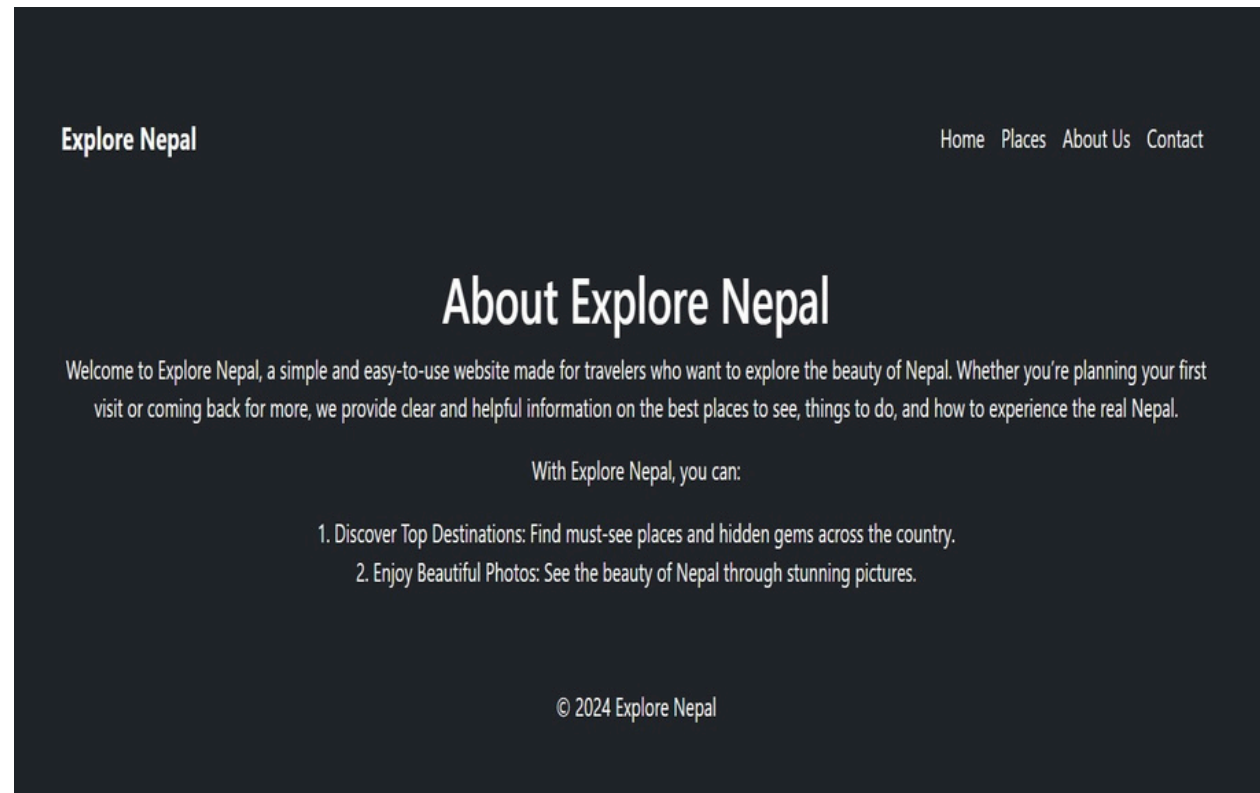 Explore Nepal
Home Places About Us Contact
About Explore Nepal
Welcome to Explore Nepal, a simple and easy-to-use website made for travelers who want to explore the beauty of Nepal. Whether you’re planning your first
visit or coming back for more, we provide clear and helpful information on the best places to see, things to do, and how to experience the real Nepal.
With Explore Nepal, you can:
1. Discover Top Destinations: Find must-see places and hidden gems across the country.
2. Enjoy Beautiful Photos: See the beauty of Nepal through stunning pictures.
© 2024 Explore Nepal